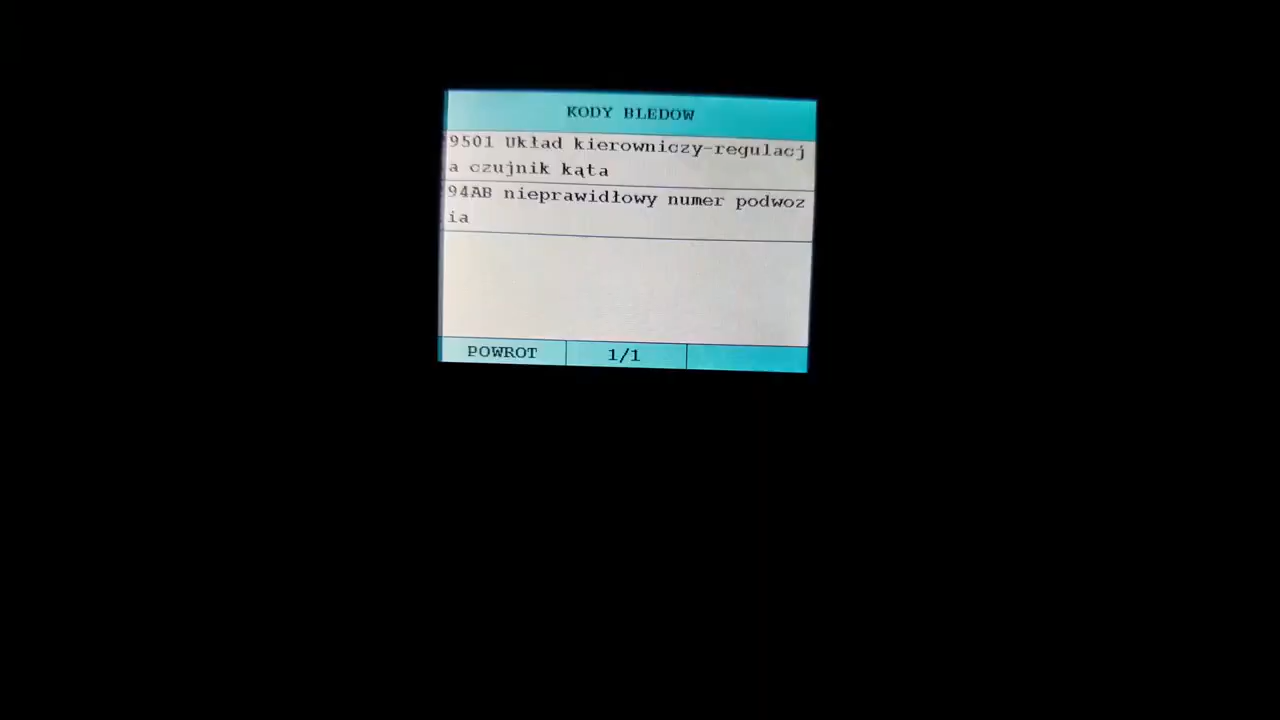 KODY BLEDOW
9501 Układ kierowniczy-regulacj
a czujnik kąta
94AB nieprawidłowy numer podwoz
ia
POWROT 1/1